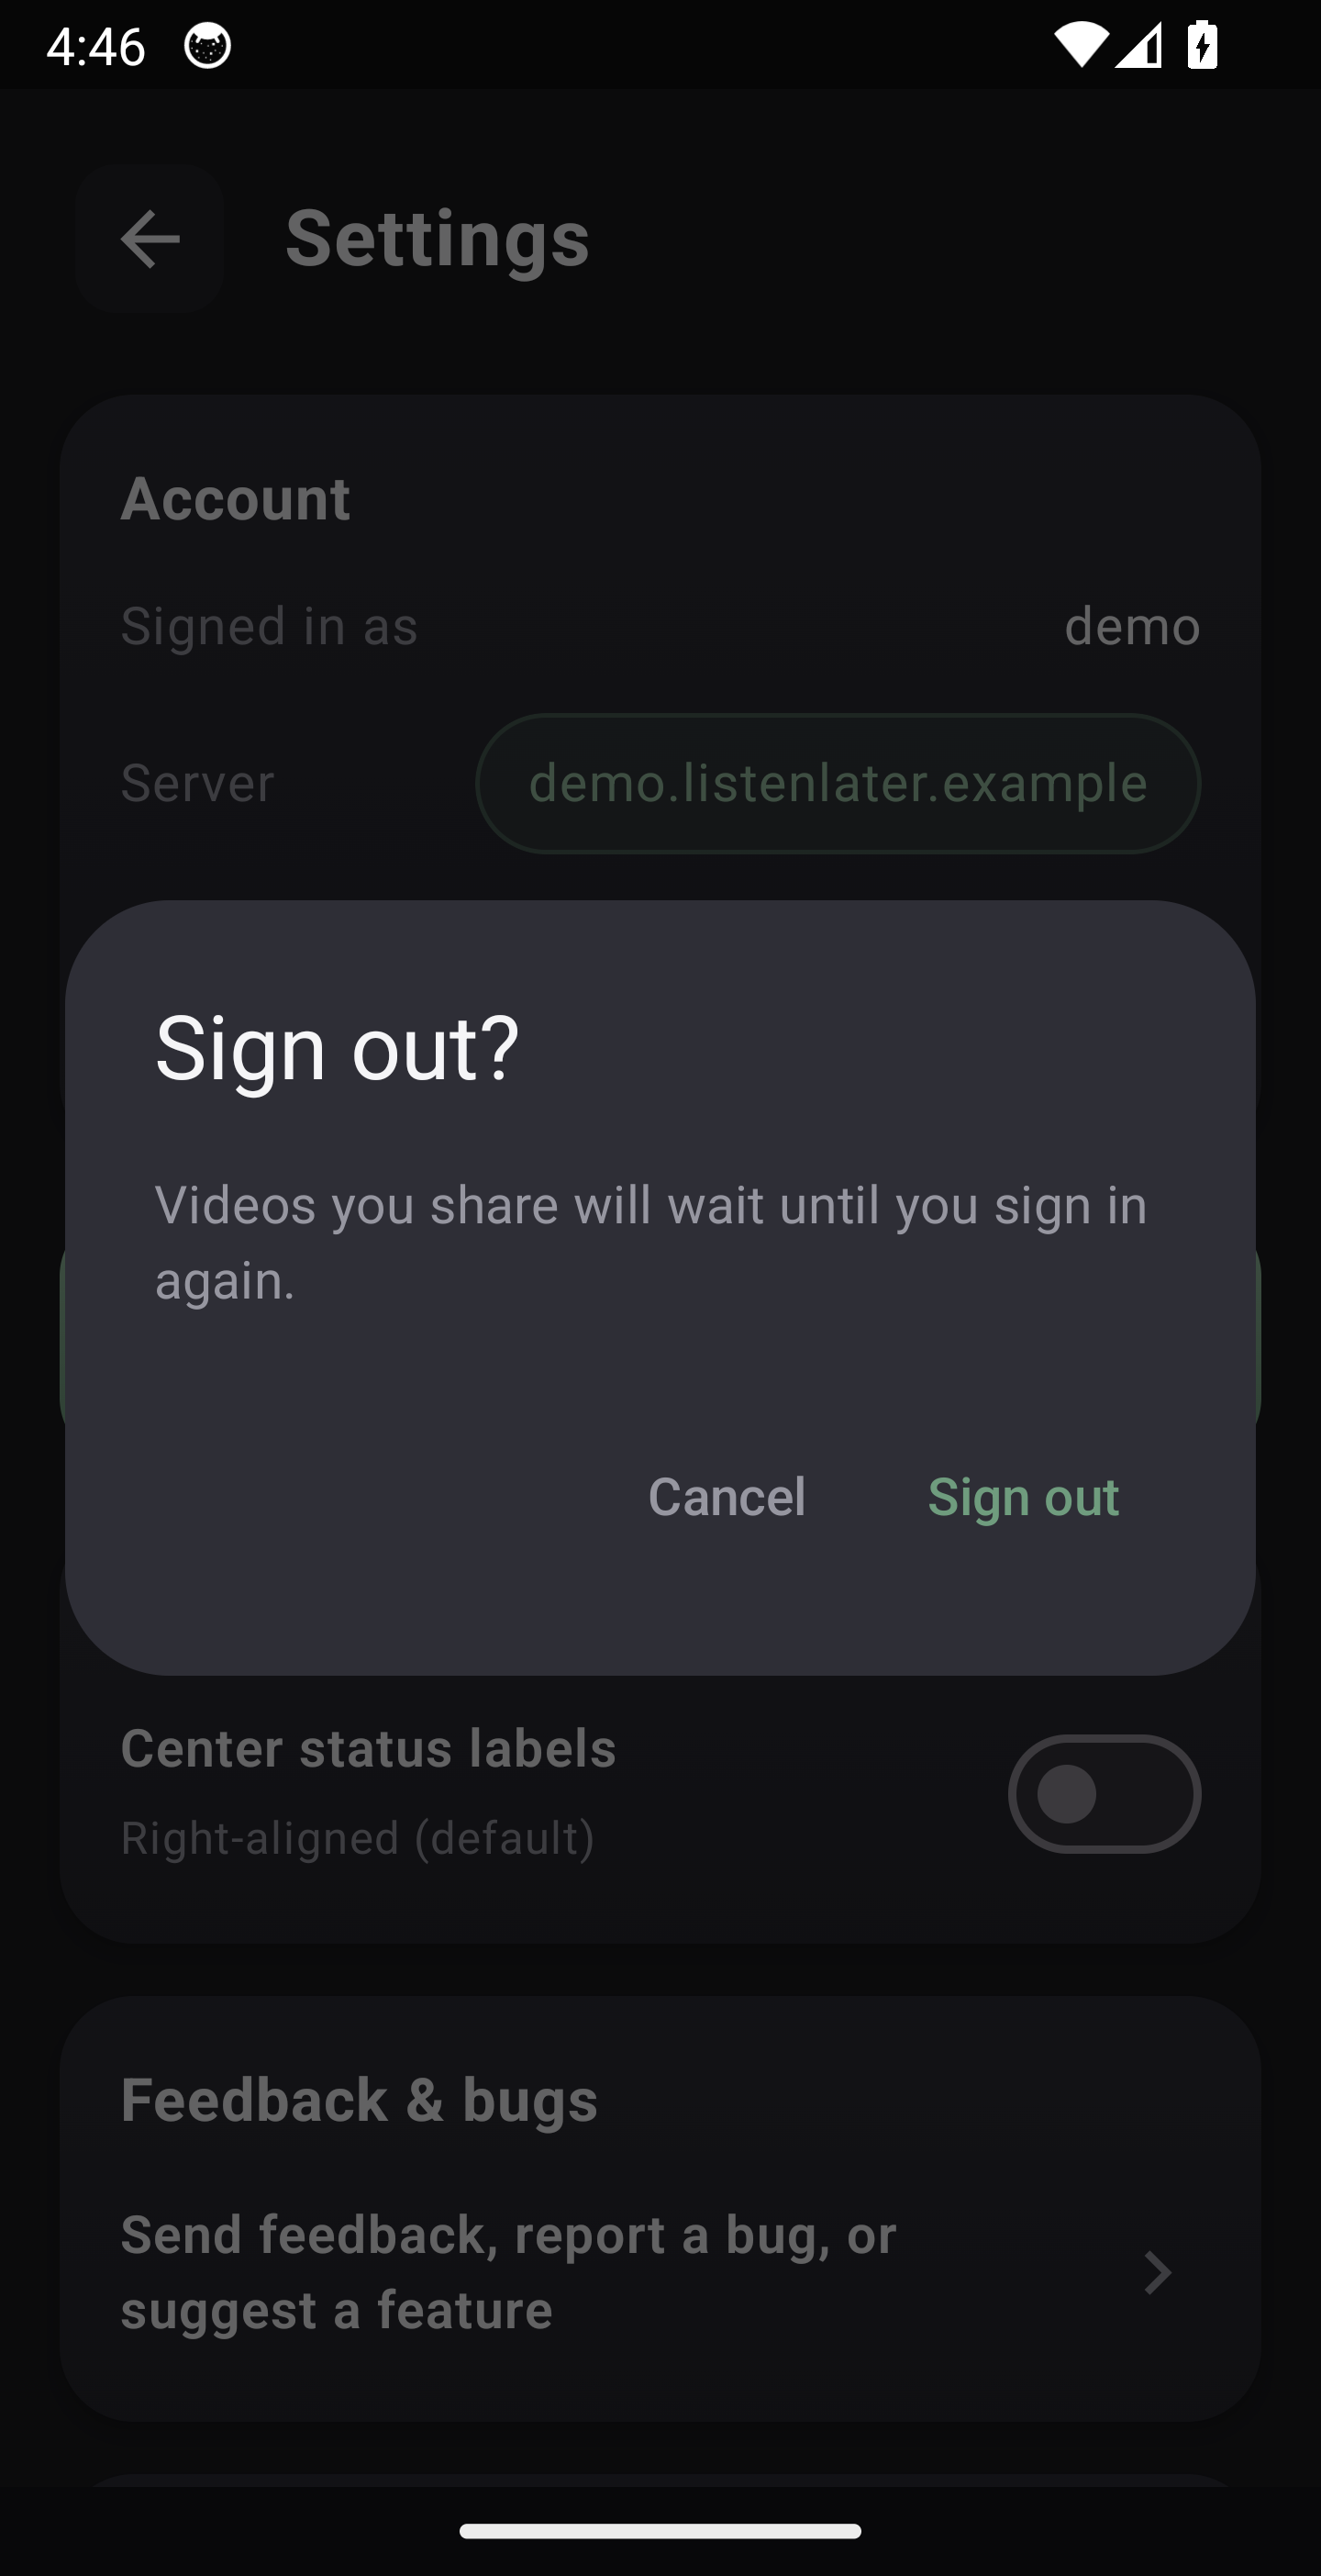 4:46
Settings
Account
Signed in as
demo
Server
demo.listenlater.example
Sign out?
Videos you share will wait until you sign in
again.
Cancel
Sign out
Center status labels
Right-aligned (default)
Feedback & bugs
Send feedback, report a bug, or
suggest a feature